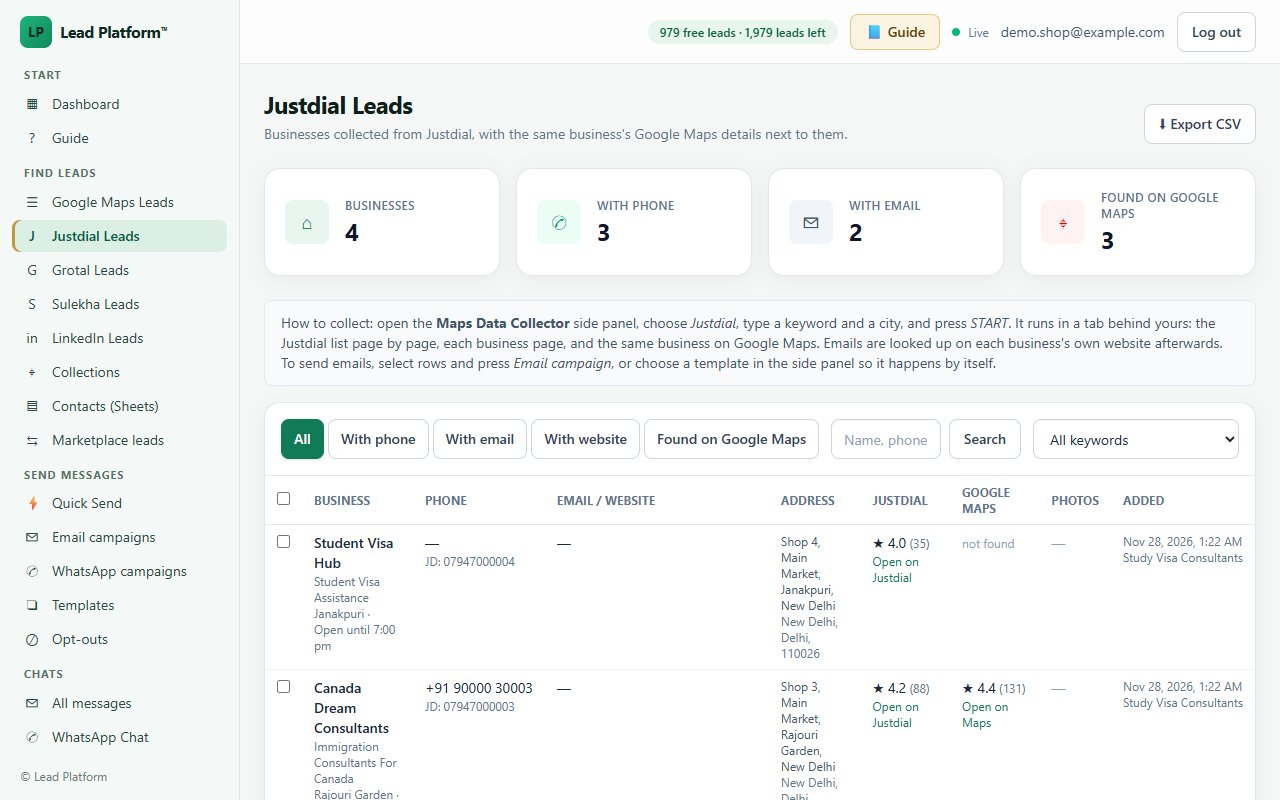 LP Lead Platform™
979 free leads · 1,979 leads left
📘 Guide
Live
demo.shop@example.com
Log out
START
Dashboard
? Guide
FIND LEADS
Google Maps Leads
J Justdial Leads
G Grotal Leads
S Sulekha Leads
in LinkedIn Leads
Collections
Contacts (Sheets)
Marketplace leads
SEND MESSAGES
Quick Send
Email campaigns
WhatsApp campaigns
Templates
Opt-outs
CHATS
All messages
WhatsApp Chat
© Lead Platform
Justdial Leads
Businesses collected from Justdial, with the same business's Google Maps details next to them.
⬇ Export CSV
BUSINESSES
4
WITH PHONE
3
WITH EMAIL
2
FOUND ON GOOGLE
MAPS
3
How to collect: open the Maps Data Collector side panel, choose Justdial, type a keyword and a city, and press START. It runs in a tab behind yours: the
Justdial list page by page, each business page, and the same business on Google Maps. Emails are looked up on each business's own website afterwards.
To send emails, select rows and press Email campaign, or choose a template in the side panel so it happens by itself.
All
With phone
With email
With website
Found on Google Maps
Name, phone
Search
All keywords
BUSINESS
PHONE
EMAIL / WEBSITE
ADDRESS
JUSTDIAL
GOOGLE
MAPS
PHOTOS
ADDED
Student Visa
Hub
Student Visa
Assistance
Janakpuri ·
Open until 7:00
pm
—
JD: 07947000004
—
Shop 4,
Main
Market,
Janakpuri,
New Delhi
New Delhi,
Delhi,
110026
★ 4.0 (35)
Open on
Justdial
not found
—
Nov 28, 2026, 1:22 AM
Study Visa Consultants
Canada
Dream
Consultants
Immigration
Consultants For
Canada
Rajouri Garden ·
+91 90000 30003
JD: 07947000003
—
Shop 3,
Main
Market,
Rajouri
Garden,
New Delhi
New Delhi,
Delhi,
★ 4.2 (88)
Open on
Justdial
★ 4.4 (131)
Open on
Maps
—
Nov 28, 2026, 1:22 AM
Study Visa Consultants